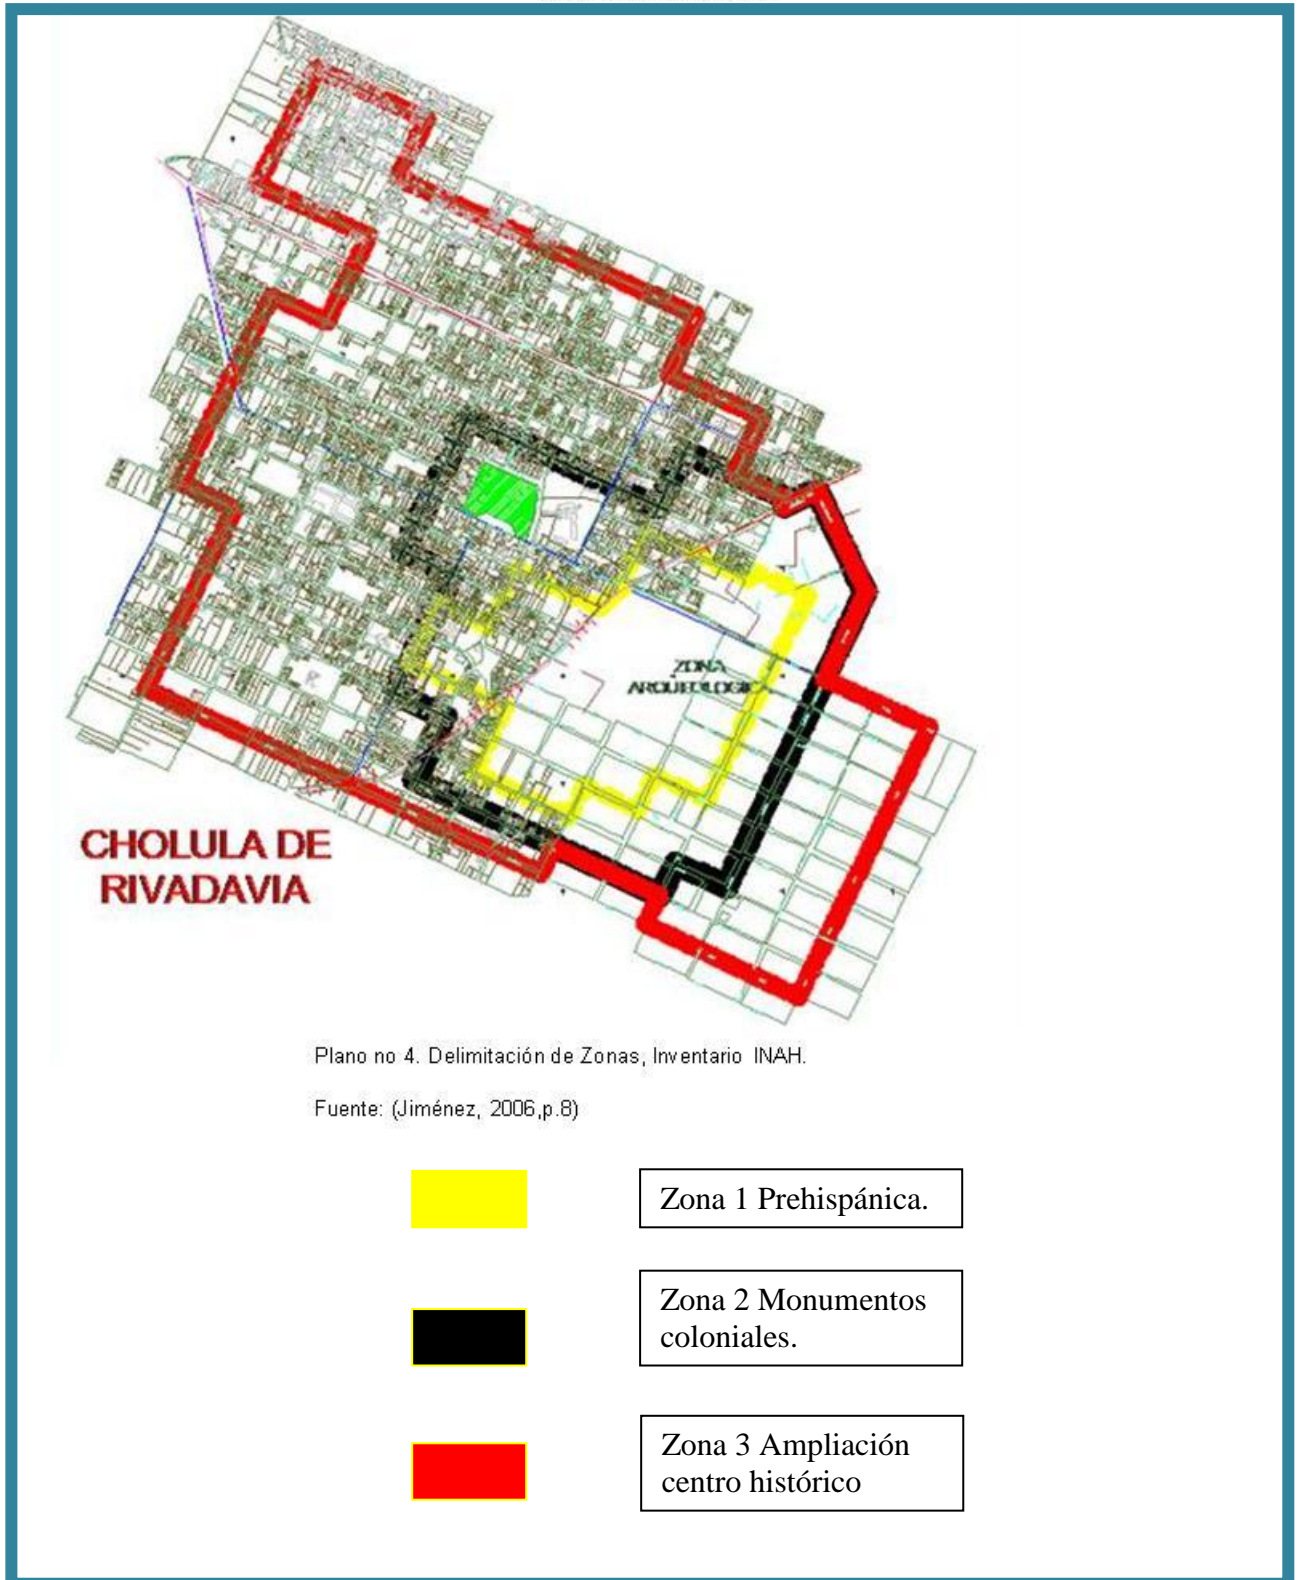 ZONA
ARQUEOLOGICA
CHOLULA DE
RIVADAVIA
Plano no 4. Delimitación de Zonas, Inventario INAH.
Fuente: (Jiménez, 2006,p.8)
Zona 1 Prehispánica.
Zona 2 Monumentos
coloniales.
Zona 3 Ampliación
centro histórico